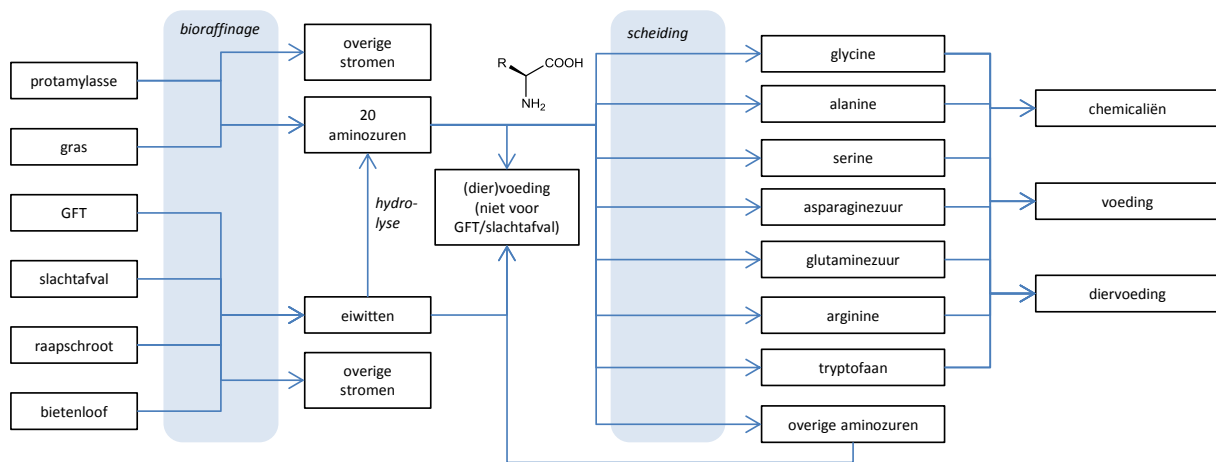 bioraffinage
scheiding
protamylasse
gras
GFT
slachtafval
raapschroot
bietenloof
overige
stromen
20
aminozuren
hydro-
lyse
eiwitten
overige
stromen
R
COOH
NH2
(dier)voeding
(niet voor
GFT/slachtafval)
glycine
alanine
serine
asparaginezuur
glutaminezuur
arginine
tryptofaan
overige aminozuren
chemicaliën
voeding
diervoeding